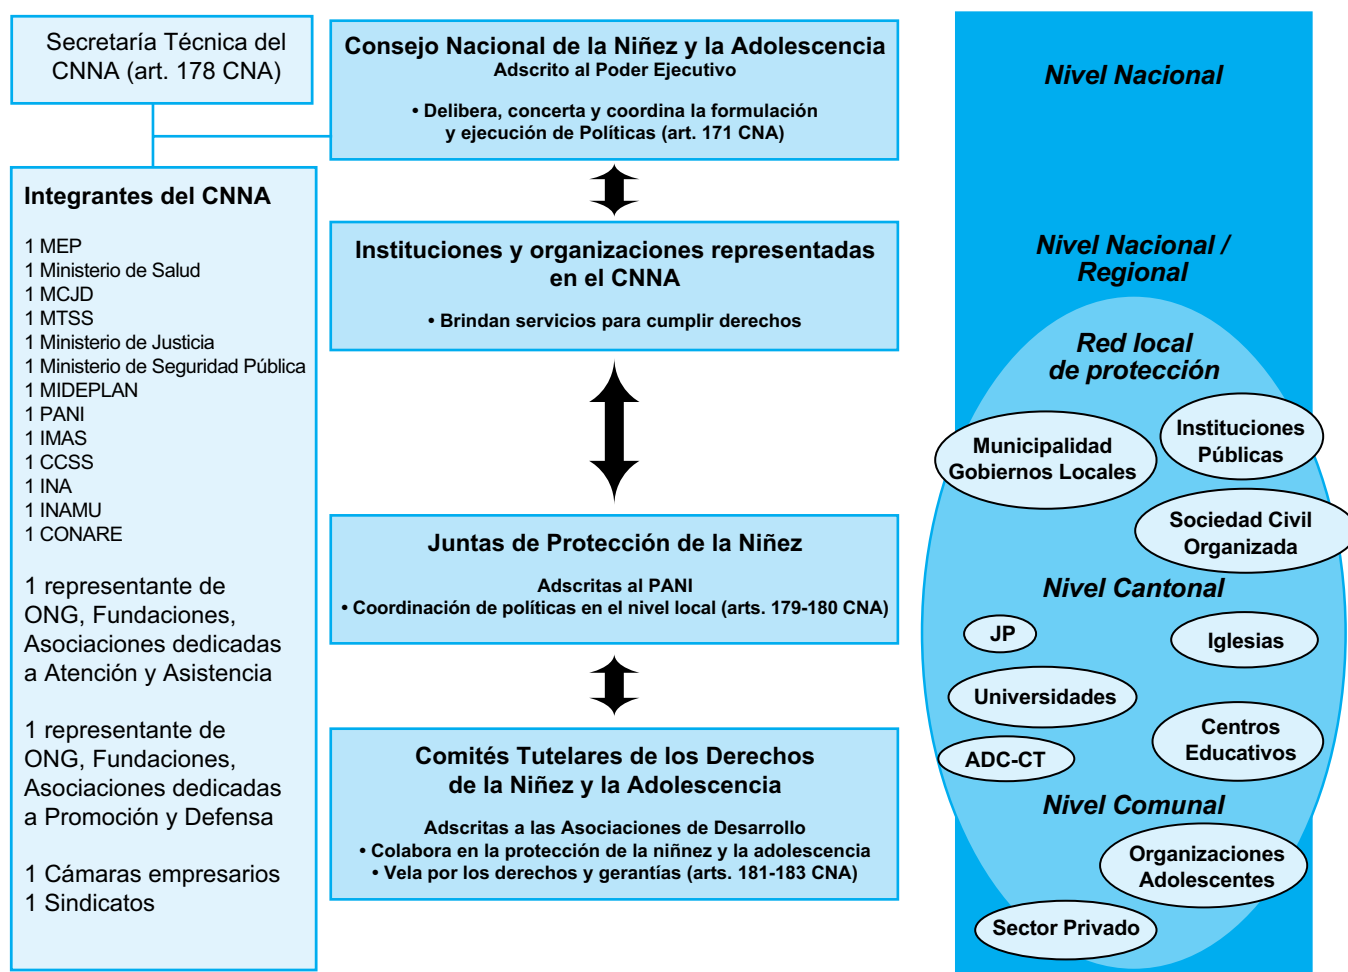 Secretaría Técnica del
CNNA (art. 178 CNA)
Integrantes del CNNA
1 MEP
1 Ministerio de Salud
1 MCJD
1 MTSS
1 Ministerio de Justicia
1 Ministerio de Seguridad Pública
1 MIDEPLAN
1 PANI
1 IMAS
1 CCSS
1 INA
1 INAMU
1 CONARE
1 representante de
ONG, Fundaciones,
Asociaciones dedicadas
a Atención y Asistencia
1 representante de
ONG, Fundaciones,
Asociaciones dedicadas
a Promoción y Defensa
1 Cámaras empresarios
1 Sindicatos
Consejo Nacional de la Niñez y la Adolescencia
Adscrito al Poder Ejecutivo
• Delibera, concerta y coordina la formulación
y ejecución de Políticas (art. 171 CNA)
Instituciones y organizaciones representadas
en el CNNA
• Brindan servicios para cumplir derechos
Juntas de Protección de la Niñez
Adscritas al PANI
• Coordinación de políticas en el nivel local (arts. 179-180 CNA)
Comités Tutelares de los Derechos
de la Niñez y la Adolescencia
Adscritas a las Asociaciones de Desarrollo
• Colabora en la protección de la niñnez y la adolescencia
• Vela por los derechos y gerantías (arts. 181-183 CNA)
Nivel Nacional
Nivel Nacional /
Regional
Red local
de protección
Municipalidad
Gobiernos Locales
Instituciones
Públicas
Sociedad Civil
Organizada
Nivel Cantonal
JP
Iglesias
Universidades
Centros
Educativos
ADC-CT
Nivel Comunal
Organizaciones
Adolescentes
Sector Privado